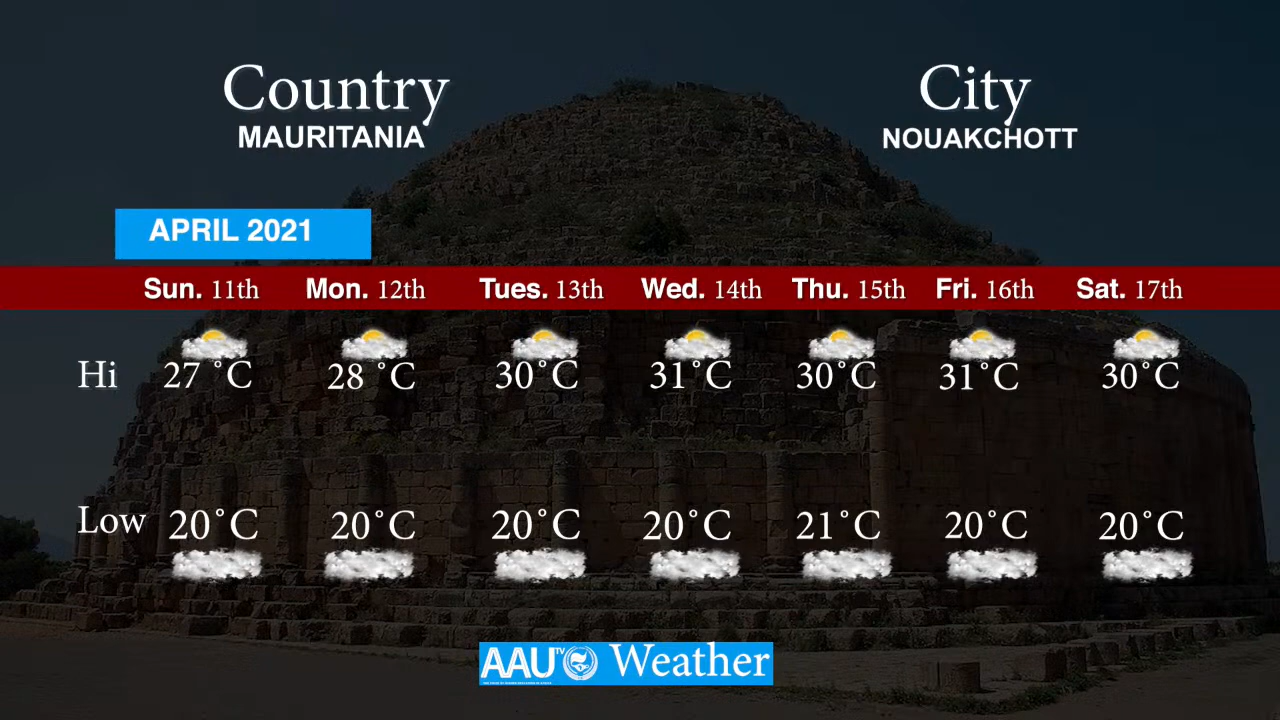 Country
MAURITANIA
City
NOUAKCHOTT
APRIL 2021
Sun. 11th Mon. 12th Tues. 13th Wed. 14th Thu. 15th Fri. 16th Sat. 17th
Hi 27 °C 28 °C 30°C 31°C 30°C 31°C 30°C
Low 20°C 20°C 20°C 20°C 21°C 20°C 20°C
AAU TV Weather